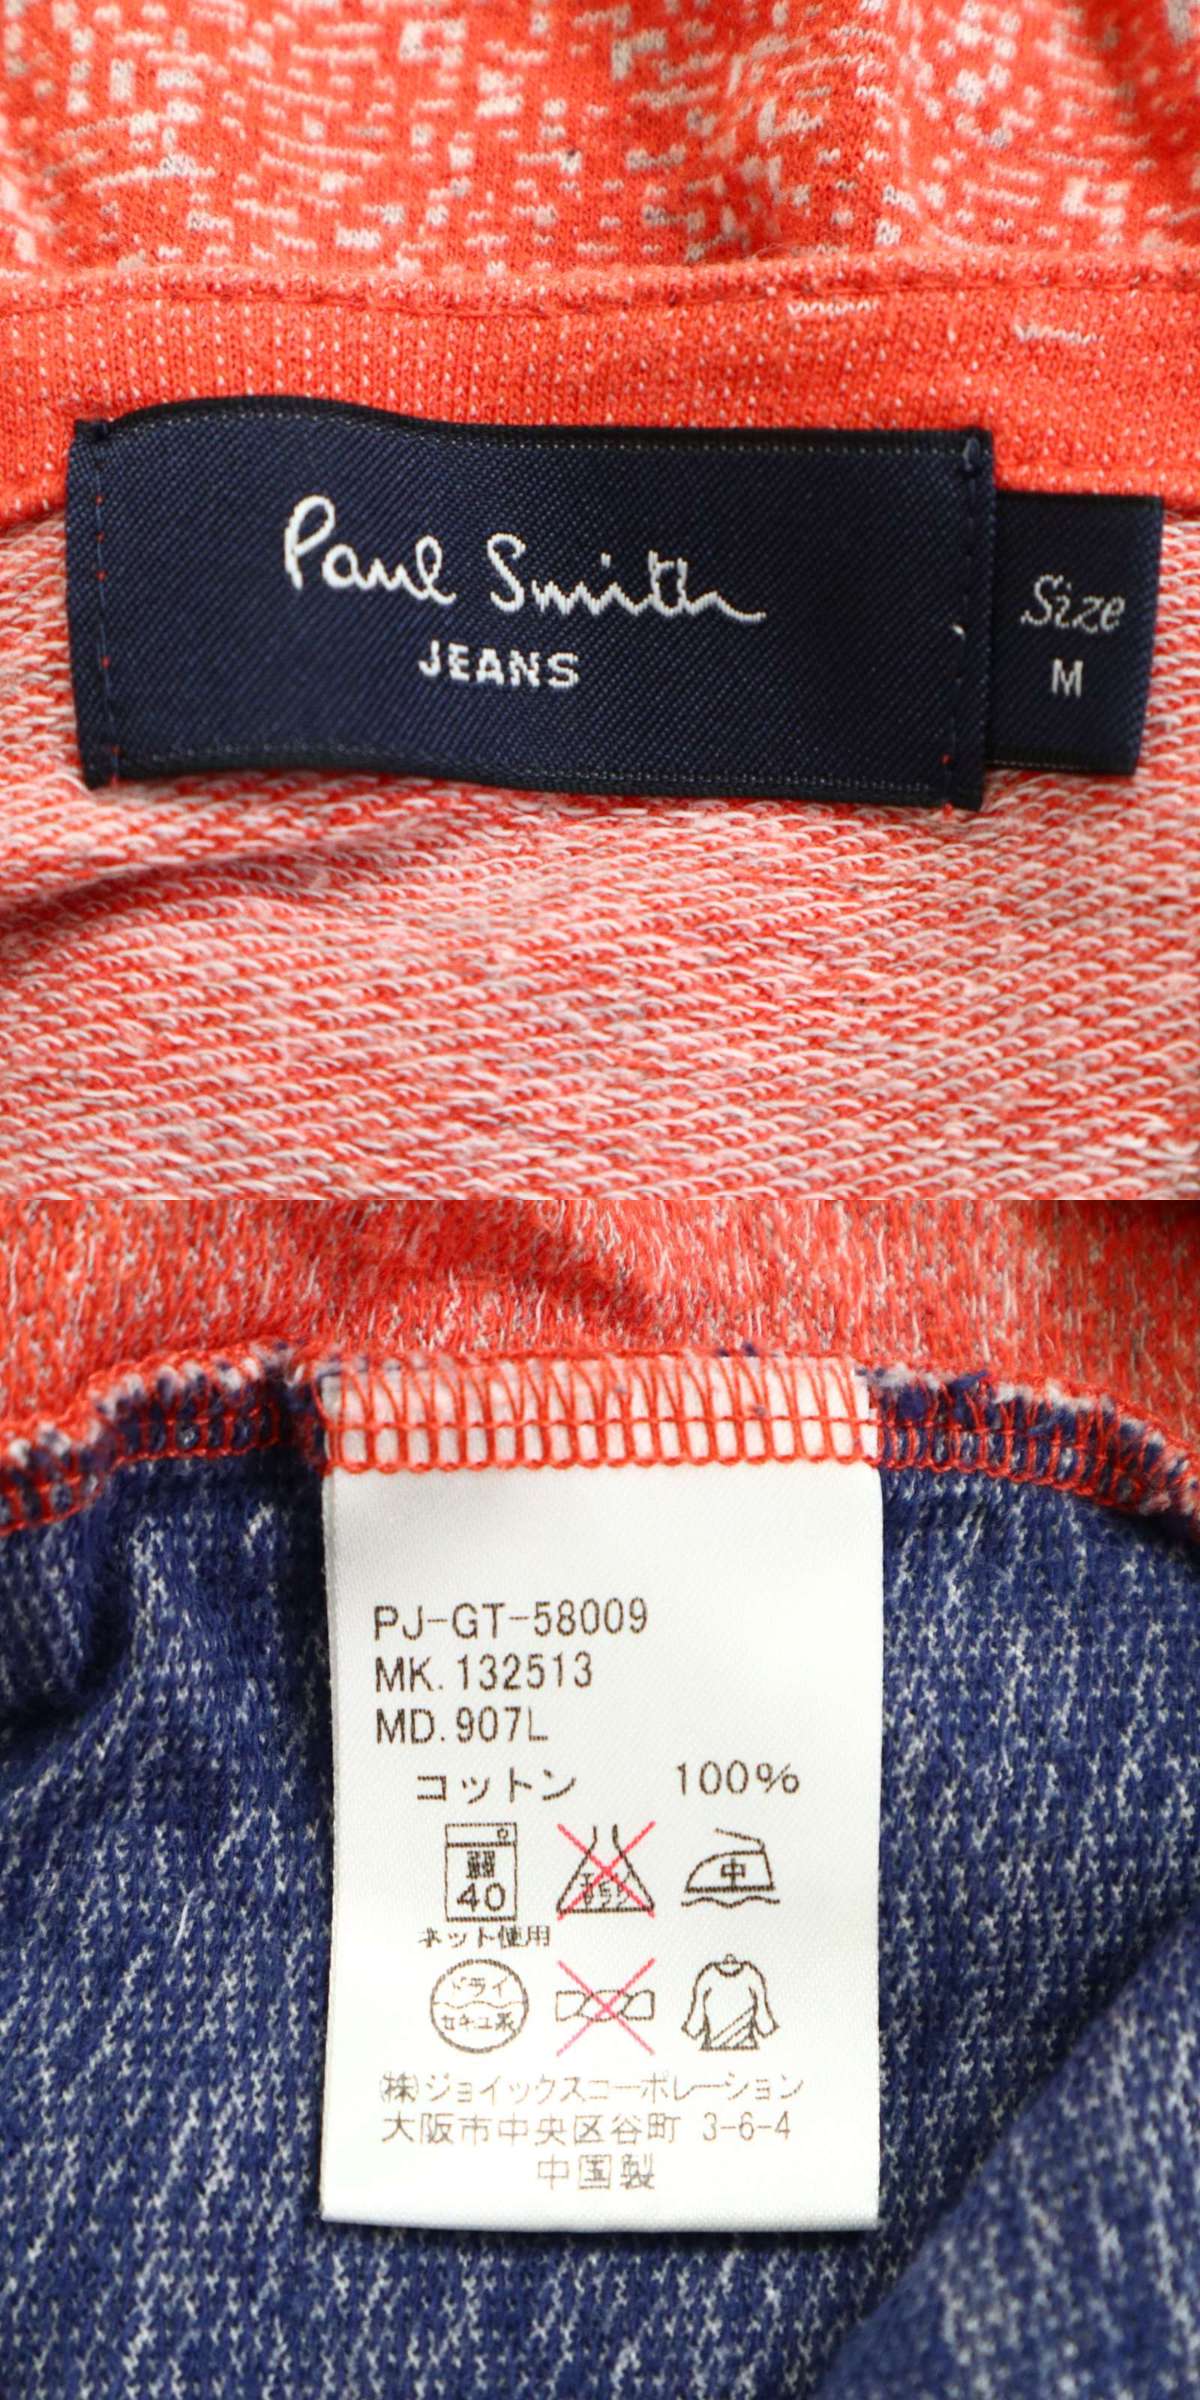 Paul Smith
JEANS
Size
M
PJ-GT-58009
MK.132513
MD.907L
コットン 100%
弱
40
中
ネット使用
ドライ
セキユ系
㈱ジョイックスコーポレーション
大阪市中央区谷町 3-6-4
中国製